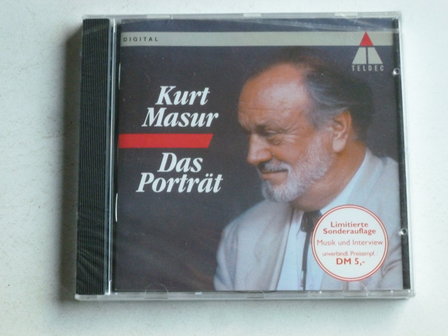 DIGITAL
TELDEC
Kurt
Masur
Das
Porträt
Limitierte
Sonderauflage
Musik und Interview
unverbindl. Preisempf.
DM 5,-